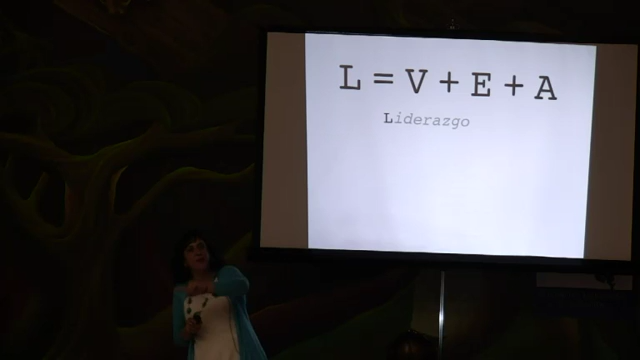 L = V + E + A
Liderazgo